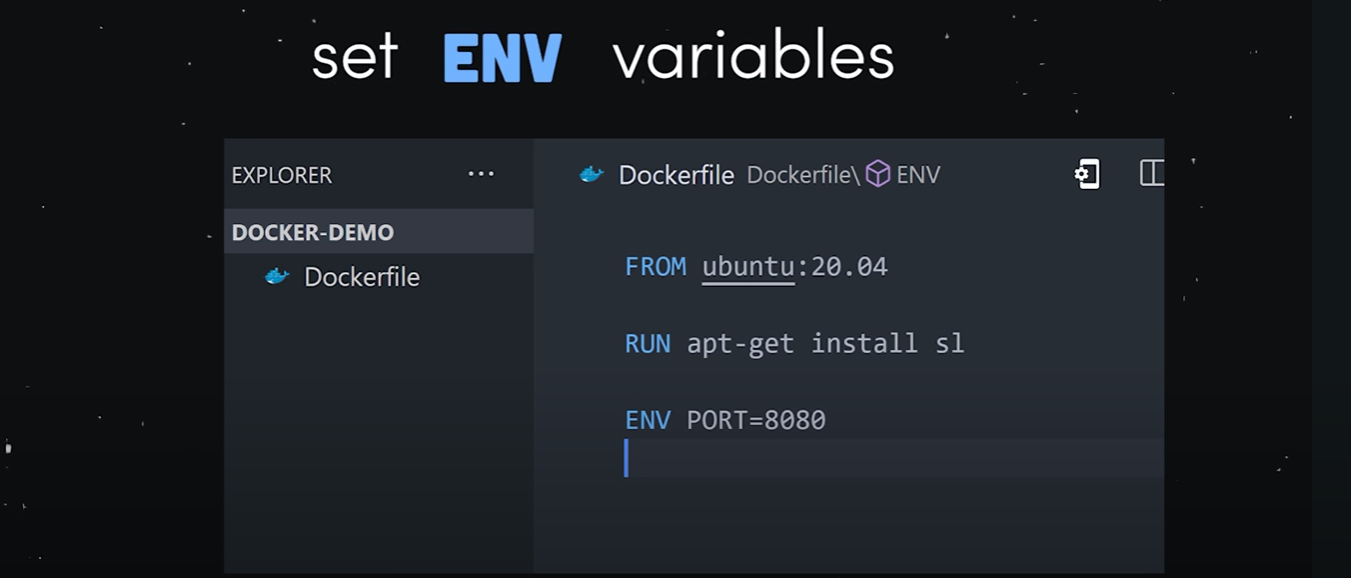 set ENV variables
EXPLORER ...
Dockerfile Dockerfile\ ENV
DOCKER-DEMO
Dockerfile
FROM ubuntu:20.04
RUN apt-get install sl
ENV PORT=8080